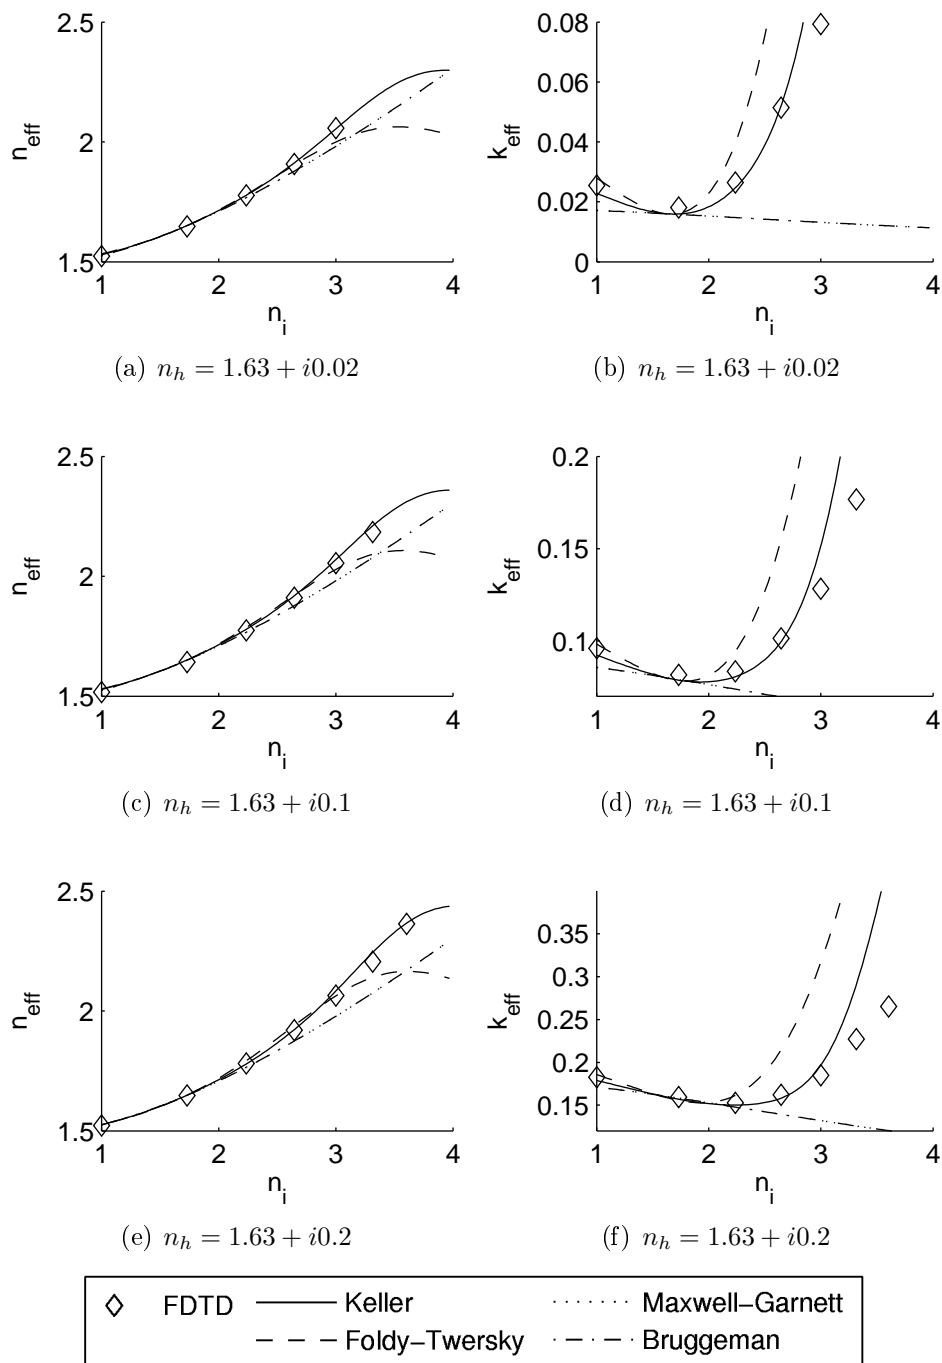 2.5
2
1.5
n_eff
1 2 3 4
n_i
(a) n_h = 1.63 + i0.02
0.08
0.06
0.04
0.02
0
k_eff
1 2 3 4
n_i
(b) n_h = 1.63 + i0.02
2.5
2
1.5
n_eff
1 2 3 4
n_i
(c) n_h = 1.63 + i0.1
0.2
0.15
0.1
k_eff
1 2 3 4
n_i
(d) n_h = 1.63 + i0.1
2.5
2
1.5
n_eff
1 2 3 4
n_i
(e) n_h = 1.63 + i0.2
0.35
0.3
0.25
0.2
0.15
k_eff
1 2 3 4
n_i
(f) n_h = 1.63 + i0.2
FDTD
Keller
Foldy−Twersky
Maxwell−Garnett
Bruggeman